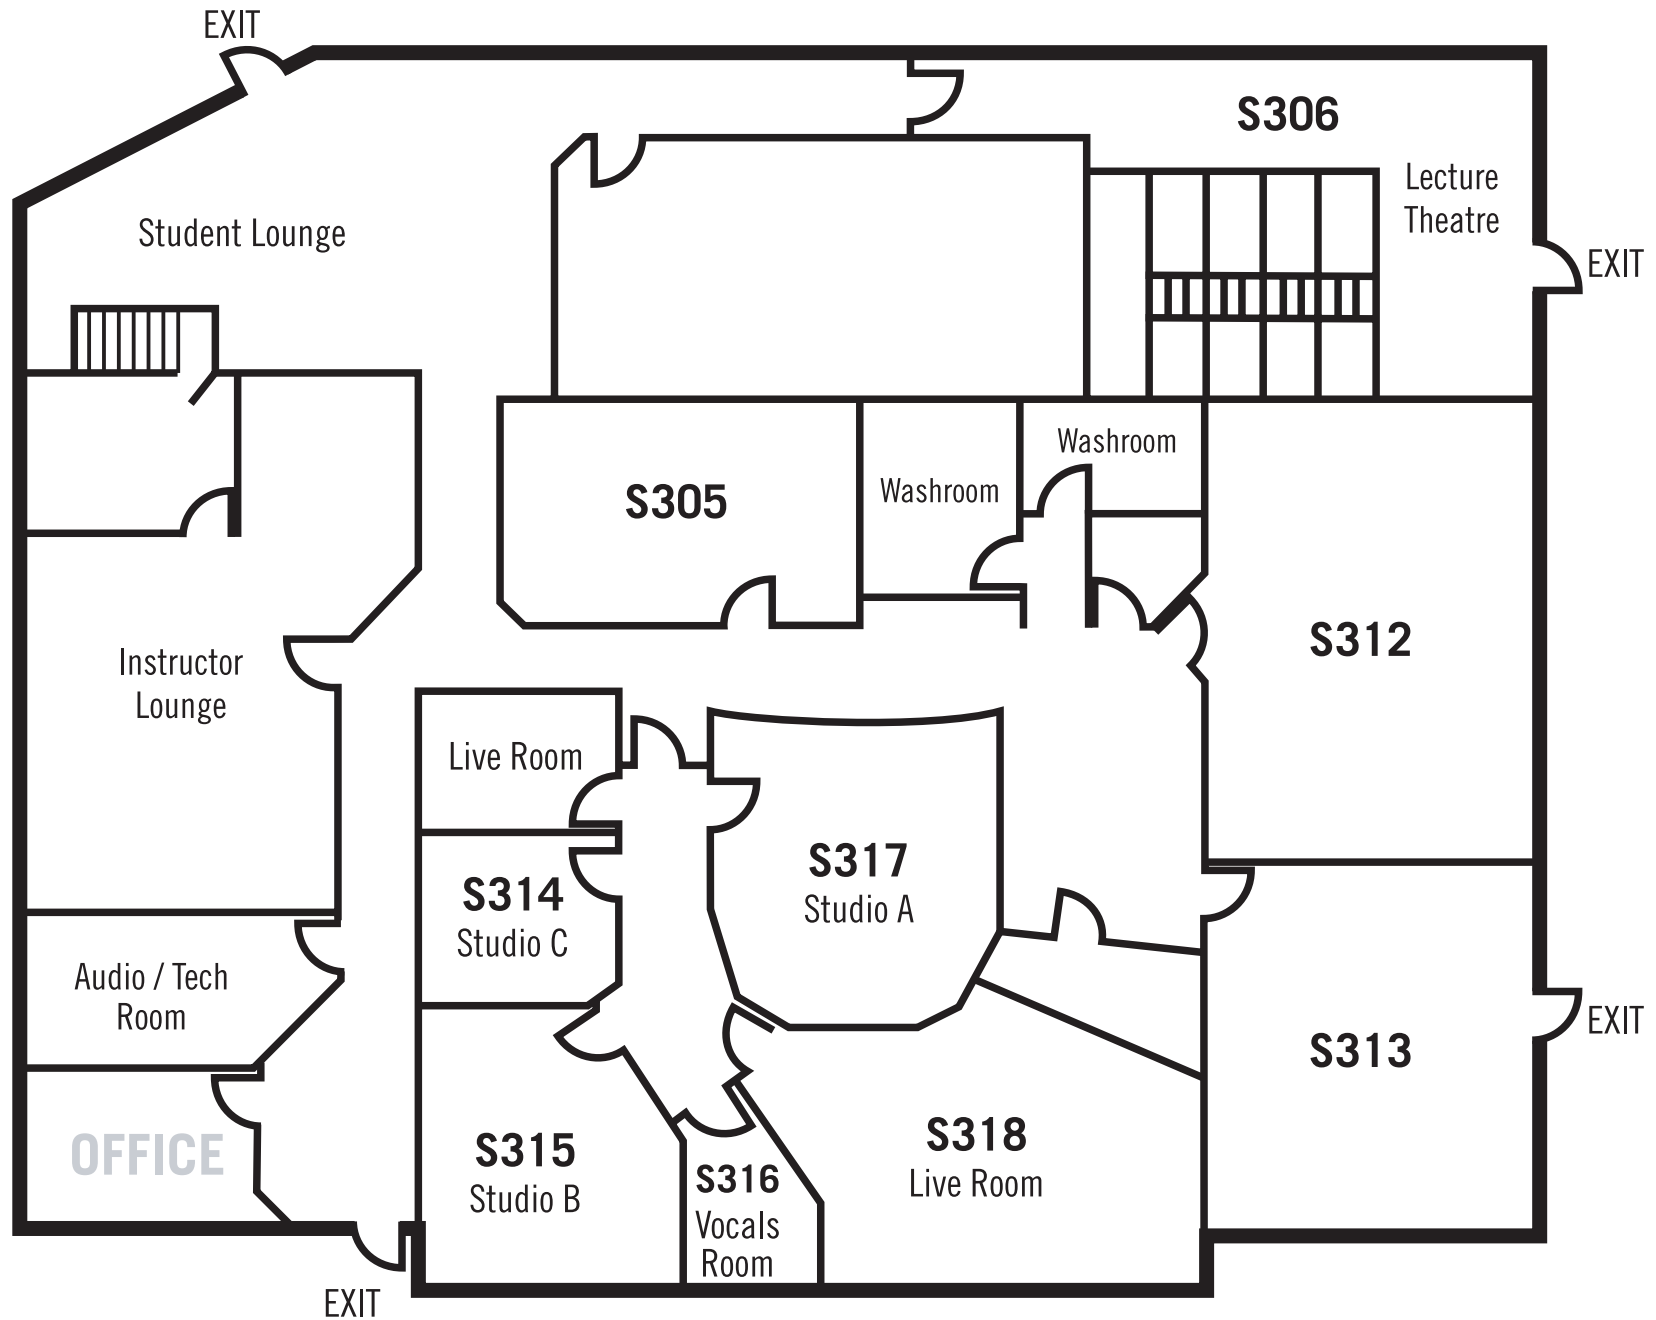 EXIT
S306
Lecture
Theatre
Student Lounge
EXIT
Washroom
Washroom
S305
S312
Instructor
Lounge
Live Room
S317
Studio A
S314
Studio C
Audio / Tech
Room
EXIT
S313
OFFICE
S318
Live Room
S315
Studio B
S316
Vocals
Room
EXIT